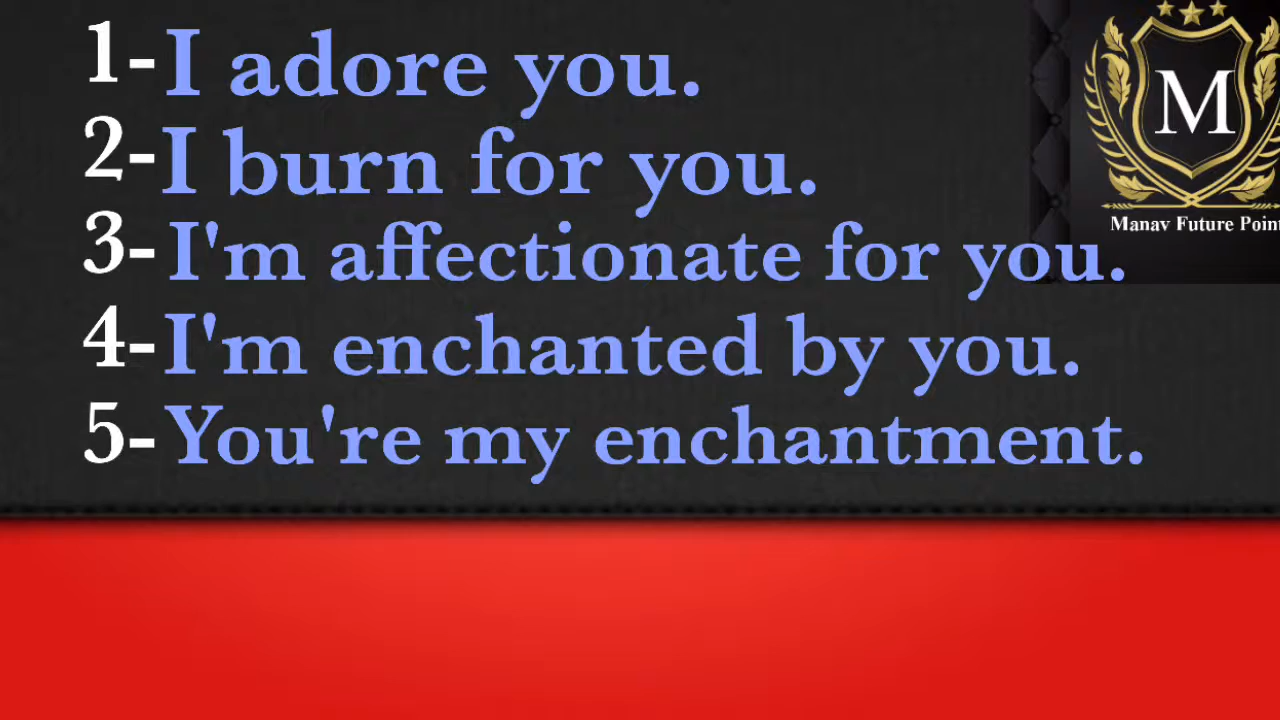 1-I adore you.
2-I burn for you.
3-I'm affectionate for you.
4-I'm enchanted by you.
5-You're my enchantment.
M
Manav Future Poin